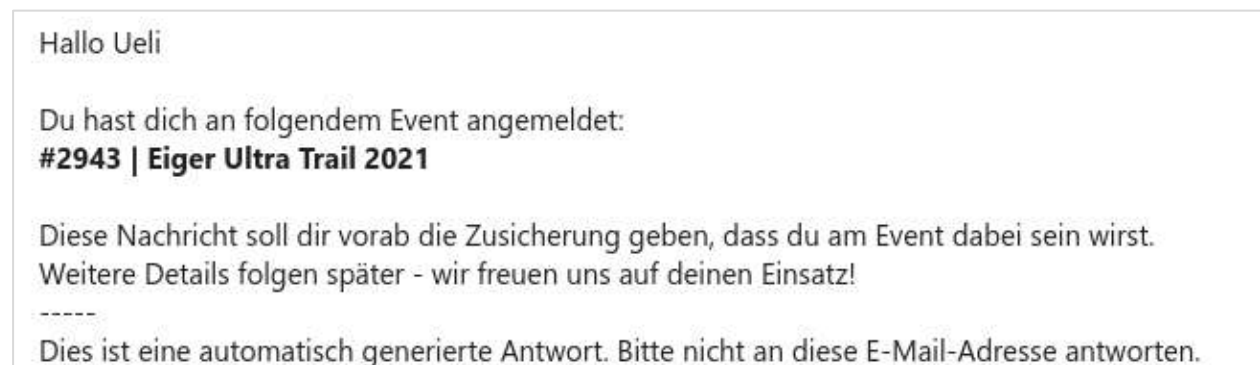 Hallo Ueli
Du hast dich an folgendem Event angemeldet:
#2943 | Eiger Ultra Trail 2021
Diese Nachricht soll dir vorab die Zusicherung geben, dass du am Event dabei sein wirst.
Weitere Details folgen später - wir freuen uns auf deinen Einsatz!
-----
Dies ist eine automatisch generierte Antwort. Bitte nicht an diese E-Mail-Adresse antworten.